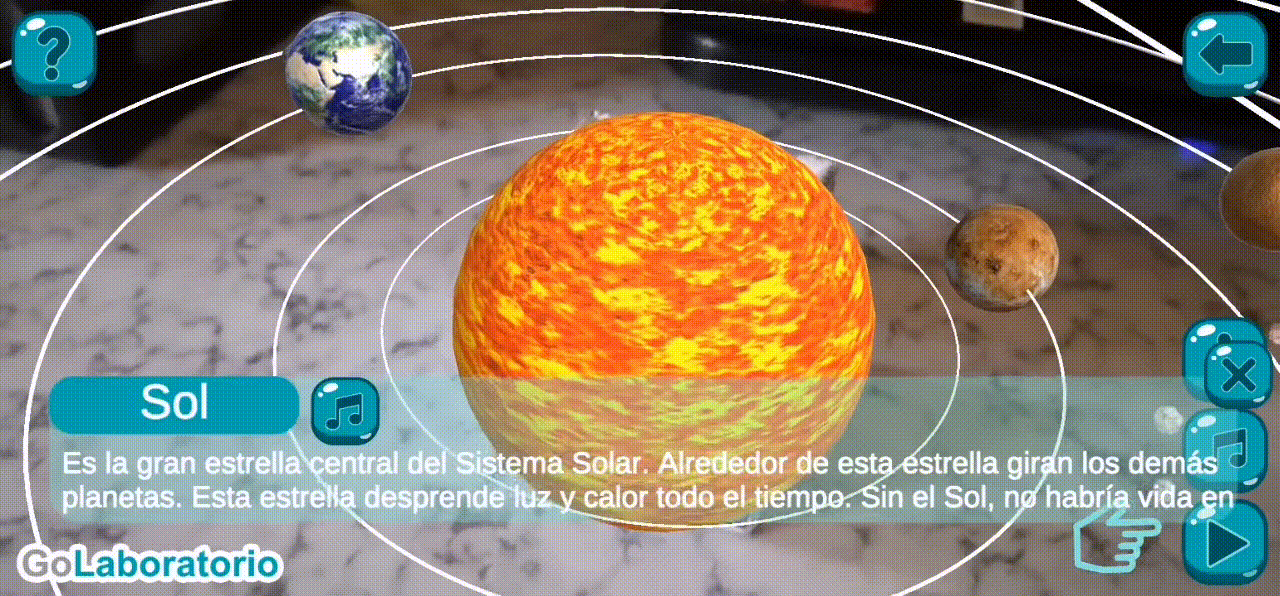 Sol
Es la gran estrella central del Sistema Solar. Alrededor de esta estrella giran los demás
planetas. Esta estrella desprende luz y calor todo el tiempo. Sin el Sol, no habría vida en
GoLaboratorio